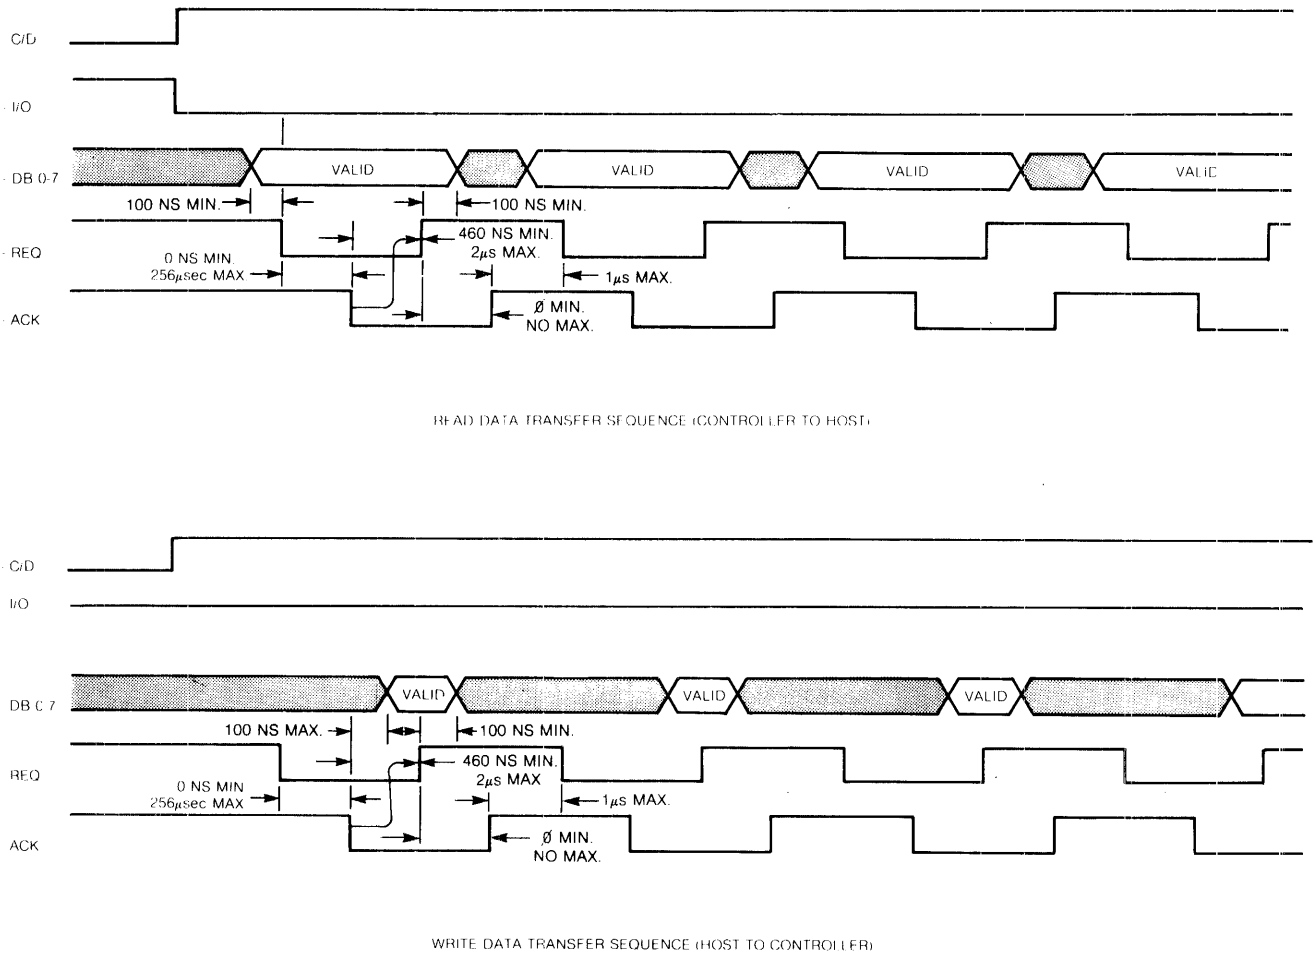 C/D
I/O
DB 0-7
VALID
VALID
VALID
VALID
100 NS MIN.
100 NS MIN.
REQ
460 NS MIN.
2µs MAX.
0 NS MIN.
256µsec MAX
1µs MAX.
ACK
Ø MIN.
NO MAX.
READ DATA TRANSFER SEQUENCE (CONTROLLER TO HOST)
C/D
I/O
DB 0-7
VALID
VALID
VALID
100 NS MAX.
100 NS MIN.
REQ
460 NS MIN.
2µs MAX
0 NS MIN
256µsec MAX
1µs MAX.
ACK
Ø MIN.
NO MAX.
WRITE DATA TRANSFER SEQUENCE (HOST TO CONTROLLER)